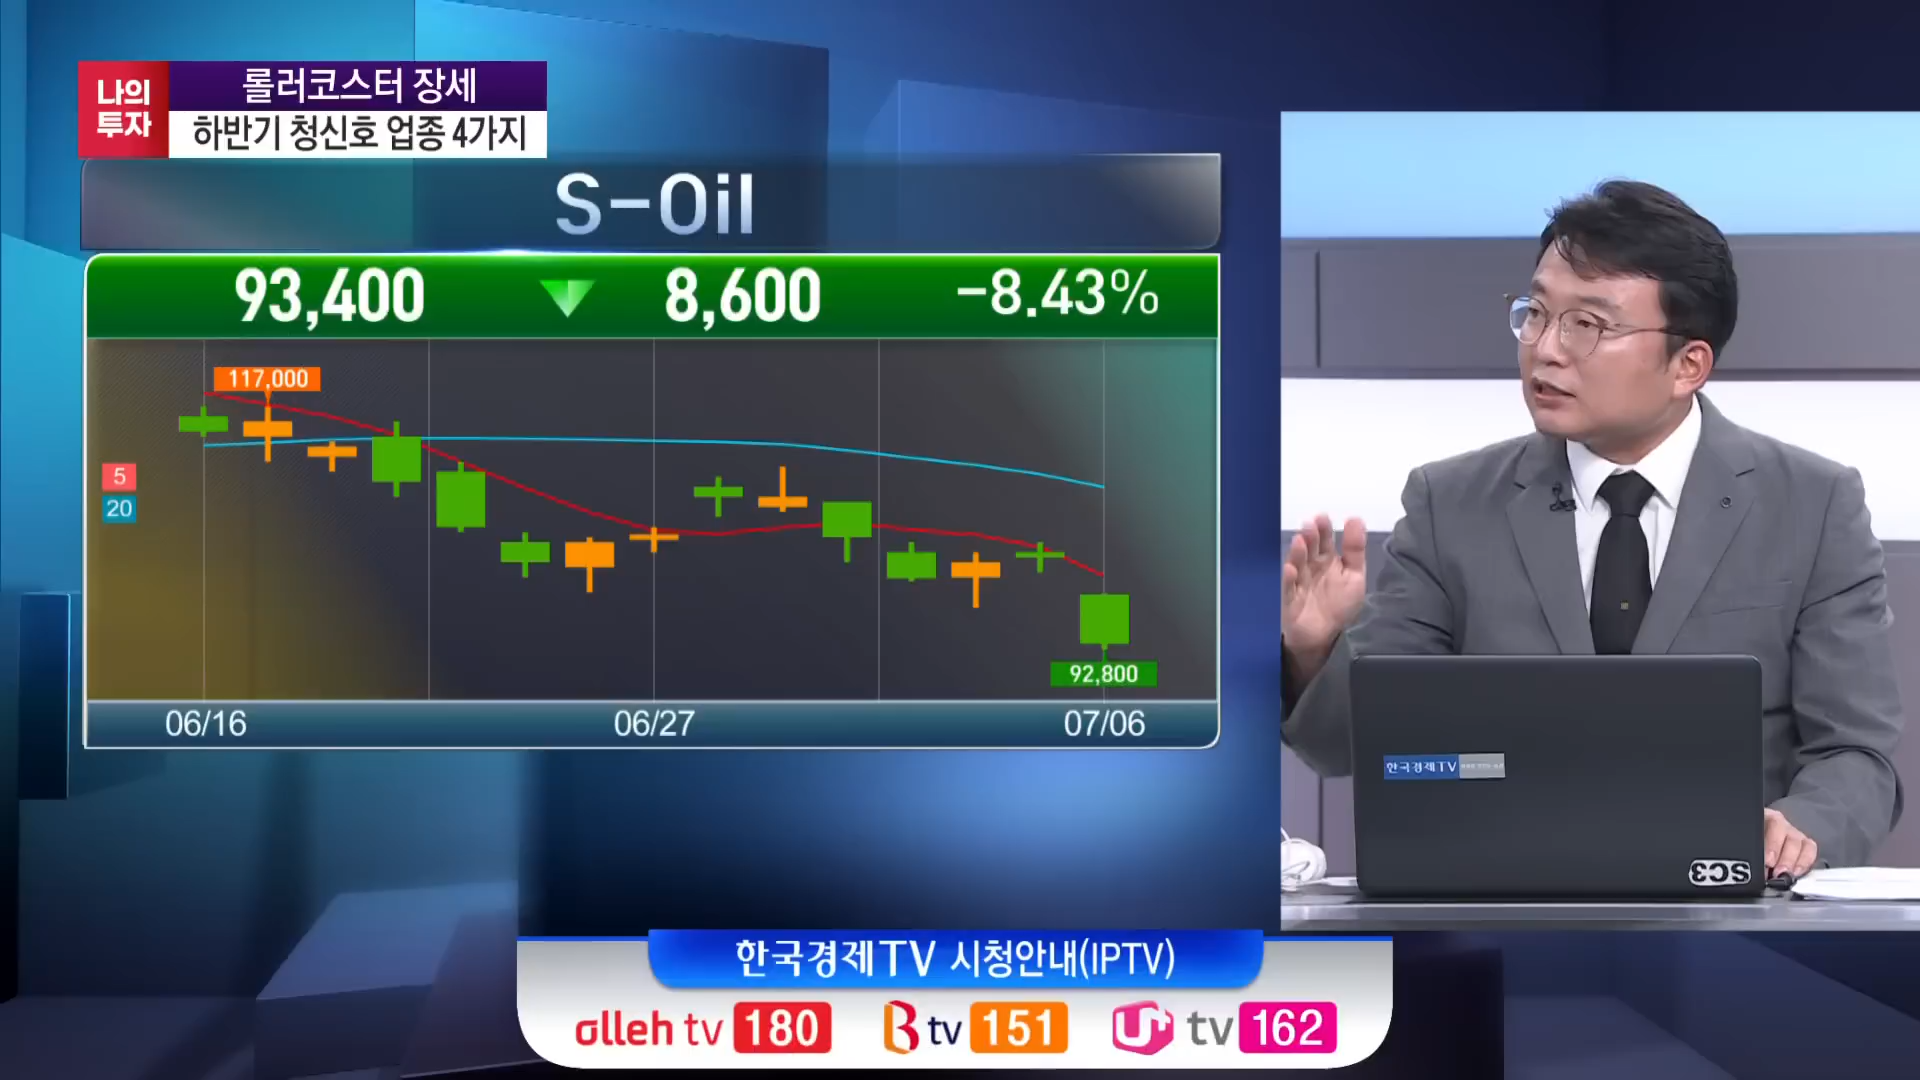 나의
투자
롤러코스터 장세
하반기 청신호 업종 4가지
S-Oil
93,400 ▼ 8,600 -8.43%
117,000
5
20
92,800
06/16 06/27 07/06
한국경제TV
SC3
한국경제TV 시청안내(IPTV)
olleh tv 180 B tv 151 U+ tv 162